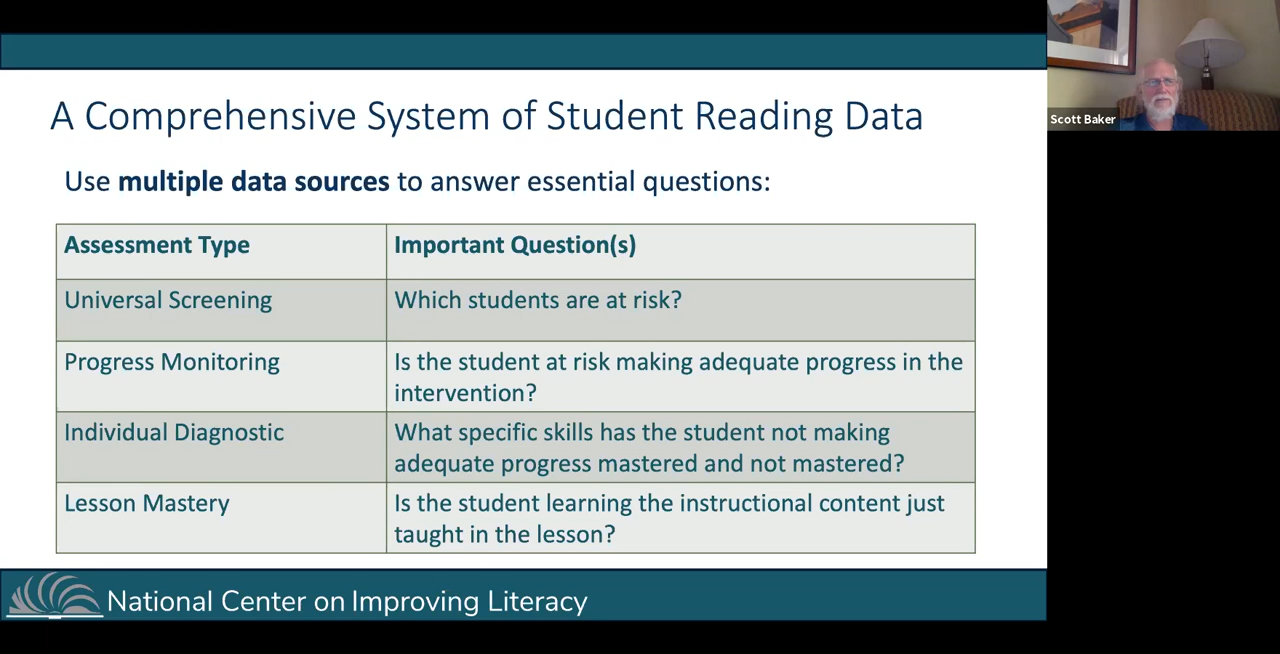 A Comprehensive System of Student Reading Data
Scott Baker
Use multiple data sources to answer essential questions:
Assessment Type
Important Question(s)
Universal Screening
Which students are at risk?
Progress Monitoring
Is the student at risk making adequate progress in the
intervention?
Individual Diagnostic
What specific skills has the student not making
adequate progress mastered and not mastered?
Lesson Mastery
Is the student learning the instructional content just
taught in the lesson?
National Center on Improving Literacy